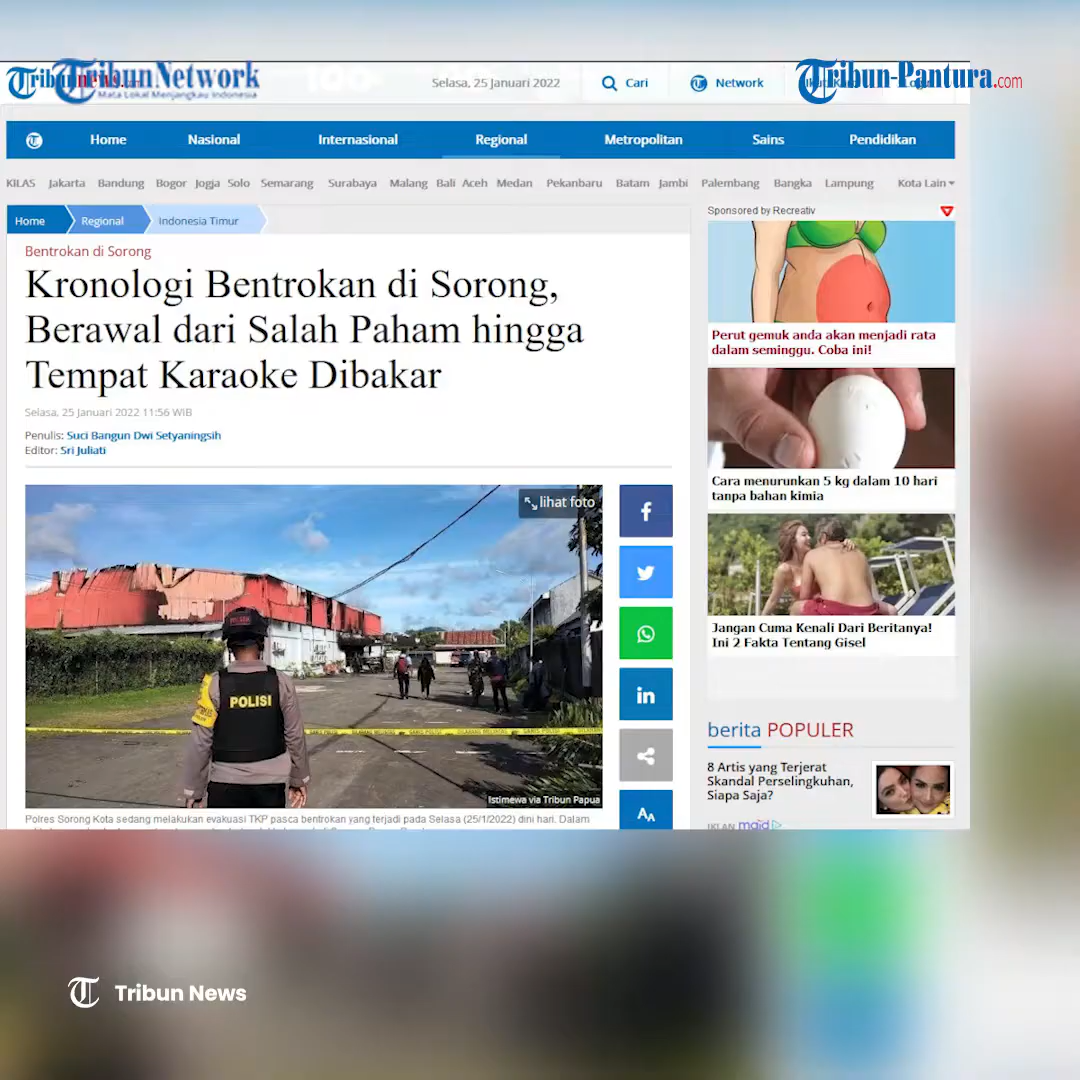 Tribun Network
Mata Lokal Menjangkau Indonesia
Selasa, 25 Januari 2022
Cari
Network
Tribun-Pantura.com
Home
Nasional
Internasional
Regional
Metropolitan
Sains
Pendidikan
KILAS Jakarta Bandung Bogor Jogja Solo Semarang Surabaya Malang Bali Aceh Medan Pekanbaru Batam Jambi Palembang Bangka Lampung Kota Lain
Home Regional Indonesia Timur
Bentrokan di Sorong
Kronologi Bentrokan di Sorong,
Berawal dari Salah Paham hingga
Tempat Karaoke Dibakar
Selasa, 25 Januari 2022 11:56 WIB
Penulis: Suci Bangun Dwi Setyaningsih
Editor: Sri Juliati
lihat foto
POLISI
Istimewa via Tribun Papua
Polres Sorong Kota sedang melakukan evakuasi TKP pasca bentrokan yang terjadi pada Selasa (25/1/2022) dini hari. Dalam
f
in
AA
Sponsored by Recreativ
Perut gemuk anda akan menjadi rata
dalam seminggu. Coba ini!
Cara menurunkan 5 kg dalam 10 hari
tanpa bahan kimia
Jangan Cuma Kenali Dari Beritanya!
Ini 2 Fakta Tentang Gisel
berita POPULER
8 Artis yang Terjerat
Skandal Perselingkuhan,
Siapa Saja?
IKLAN mgid
Tribun News